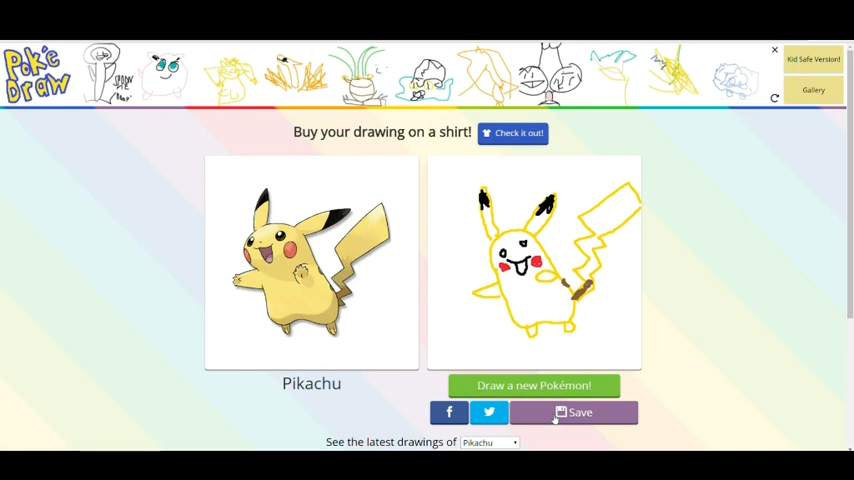 Poké
Draw
Kid Safe Version!
Gallery
Buy your drawing on a shirt!
Check it out!
Pikachu
Draw a new Pokémon!
f
Save
See the latest drawings of Pikachu